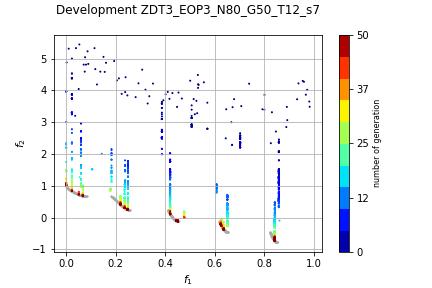 Development ZDT3_EOP3_N80_G50_T12_s7
f₂
5
4
3
2
1
0
−1
0.0 0.2 0.4 0.6 0.8 1.0
f₁
50
37
25
12
0
number of generation